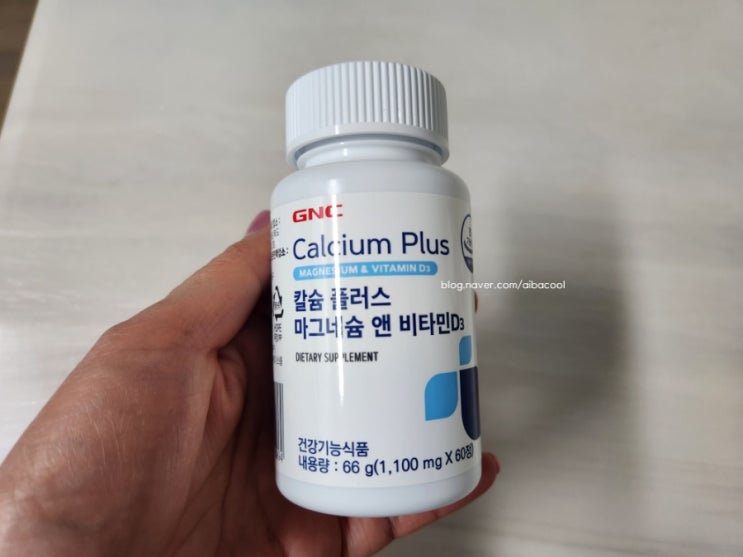 GNC
Calcium Plus
MAGNESIUM & VITAMIN D3
칼슘 플러스
마그네슘 앤 비타민D3
DIETARY SUPPLEMENT
건강기능식품
내용량 : 66 g(1,100 mg X 60정)
blog.naver.com/aibacool